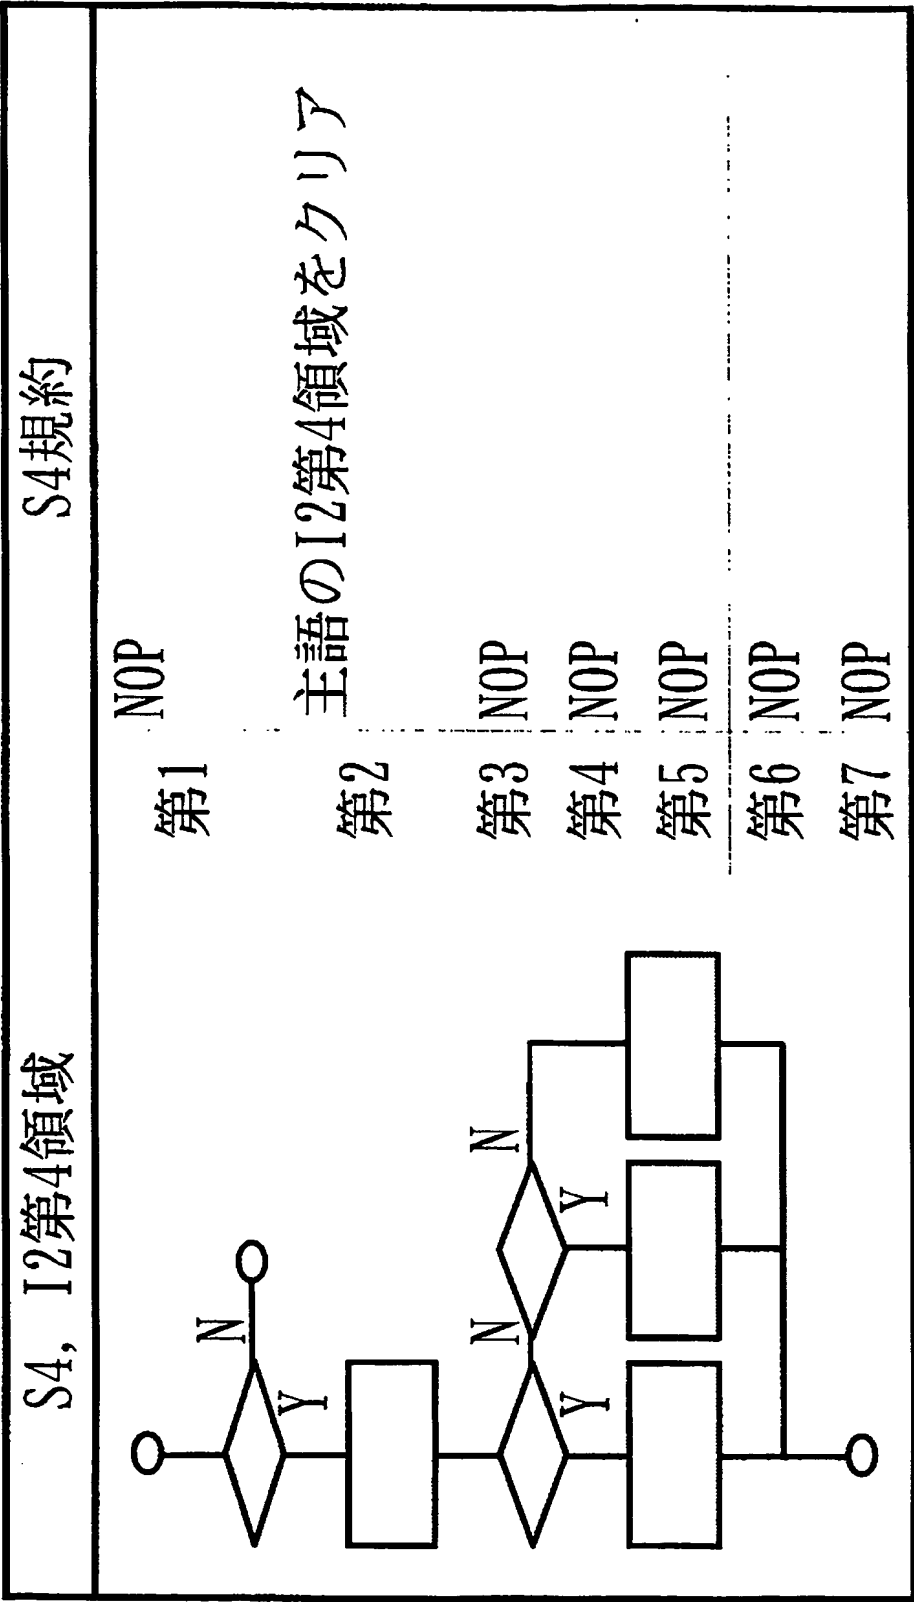 S4, I2第4領域
S4規約
N
Y
N
N
Y
Y
第1 NOP
第2 主語のI2第4領域をクリア
第3 NOP
第4 NOP
第5 NOP
第6 NOP
第7 NOP